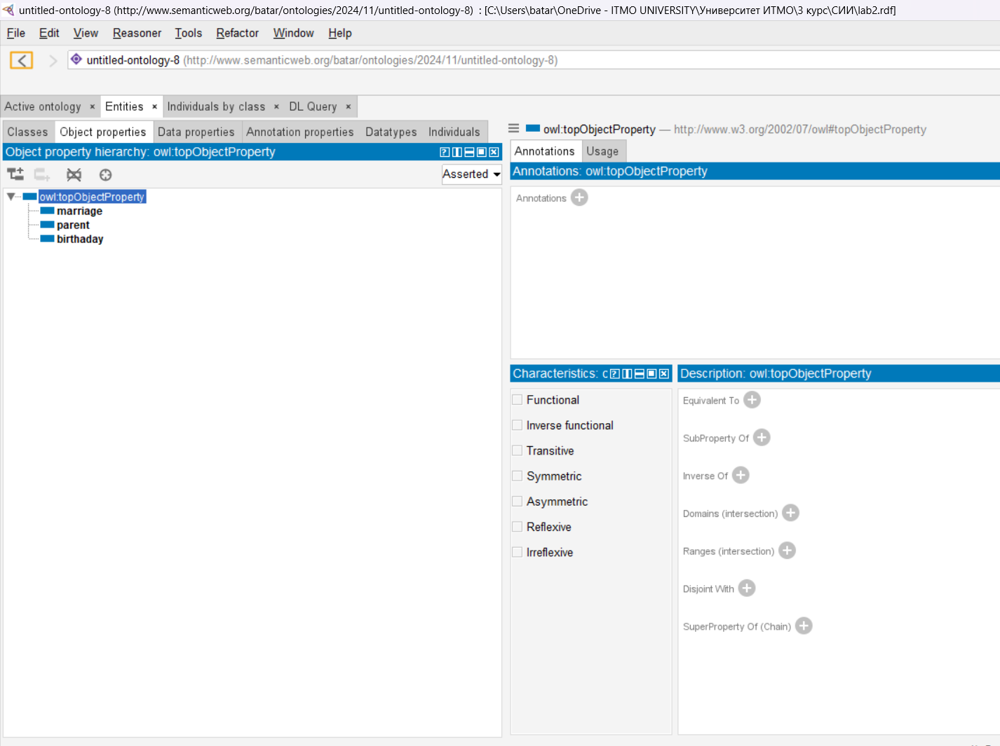 untitled-ontology-8 (http://www.semanticweb.org/batar/ontologies/2024/11/untitled-ontology-8)  : [C:\Users\batar\OneDrive - ITMO UNIVERSITY\Университет ИТМО\3 курс\СИИ\lab2.rdf]
File Edit View Reasoner Tools Refactor Window Help
untitled-ontology-8 (http://www.semanticweb.org/batar/ontologies/2024/11/untitled-ontology-8)
Active ontology × Entities × Individuals by class × DL Query ×
Classes Object properties Data properties Annotation properties Datatypes Individuals
Object property hierarchy: owl:topObjectProperty
Asserted
owl:topObjectProperty
marriage
parent
birthaday
owl:topObjectProperty — http://www.w3.org/2002/07/owl#topObjectProperty
Annotations Usage
Annotations: owl:topObjectProperty
Annotations
Characteristics: o
Functional
Inverse functional
Transitive
Symmetric
Asymmetric
Reflexive
Irreflexive
Description: owl:topObjectProperty
Equivalent To
SubProperty Of
Inverse Of
Domains (intersection)
Ranges (intersection)
Disjoint With
SuperProperty Of (Chain)